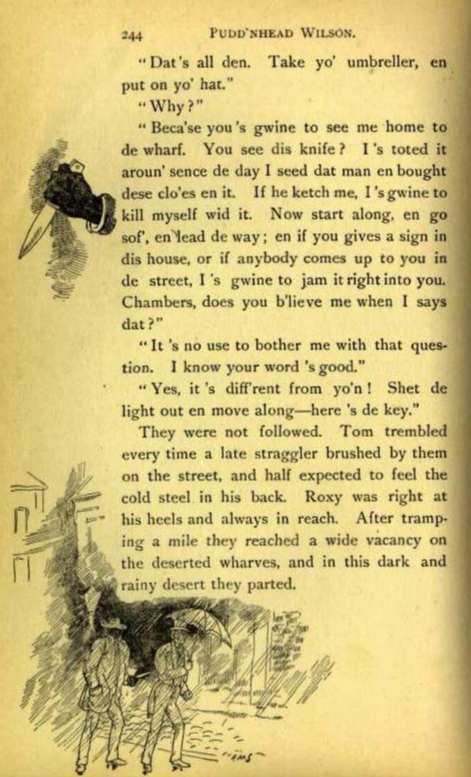 244 PUDD'NHEAD WILSON.
"Dat's all den. Take yo' umbreller, en
put on yo' hat."
"Why?"
"Beca'se you's gwine to see me home to
de wharf. You see dis knife? I's toted it
aroun' sence de day I seed dat man en bought
dese clo'es en it. If he ketch me, I's gwine to
kill myself wid it. Now start along, en go
sof', en lead de way; en if you gives a sign in
dis house, or if anybody comes up to you in
de street, I's gwine to jam it right into you.
Chambers, does you b'lieve me when I says
dat?"
"It's no use to bother me with that ques-
tion. I know your word's good."
"Yes, it's diff'rent from yo'n! Shet de
light out en move along—here's de key."
They were not followed. Tom trembled
every time a late straggler brushed by them
on the street, and half expected to feel the
cold steel in his back. Roxy was right at
his heels and always in reach. After tramp-
ing a mile they reached a wide vacancy on
the deserted wharves, and in this dark and
rainy desert they parted.